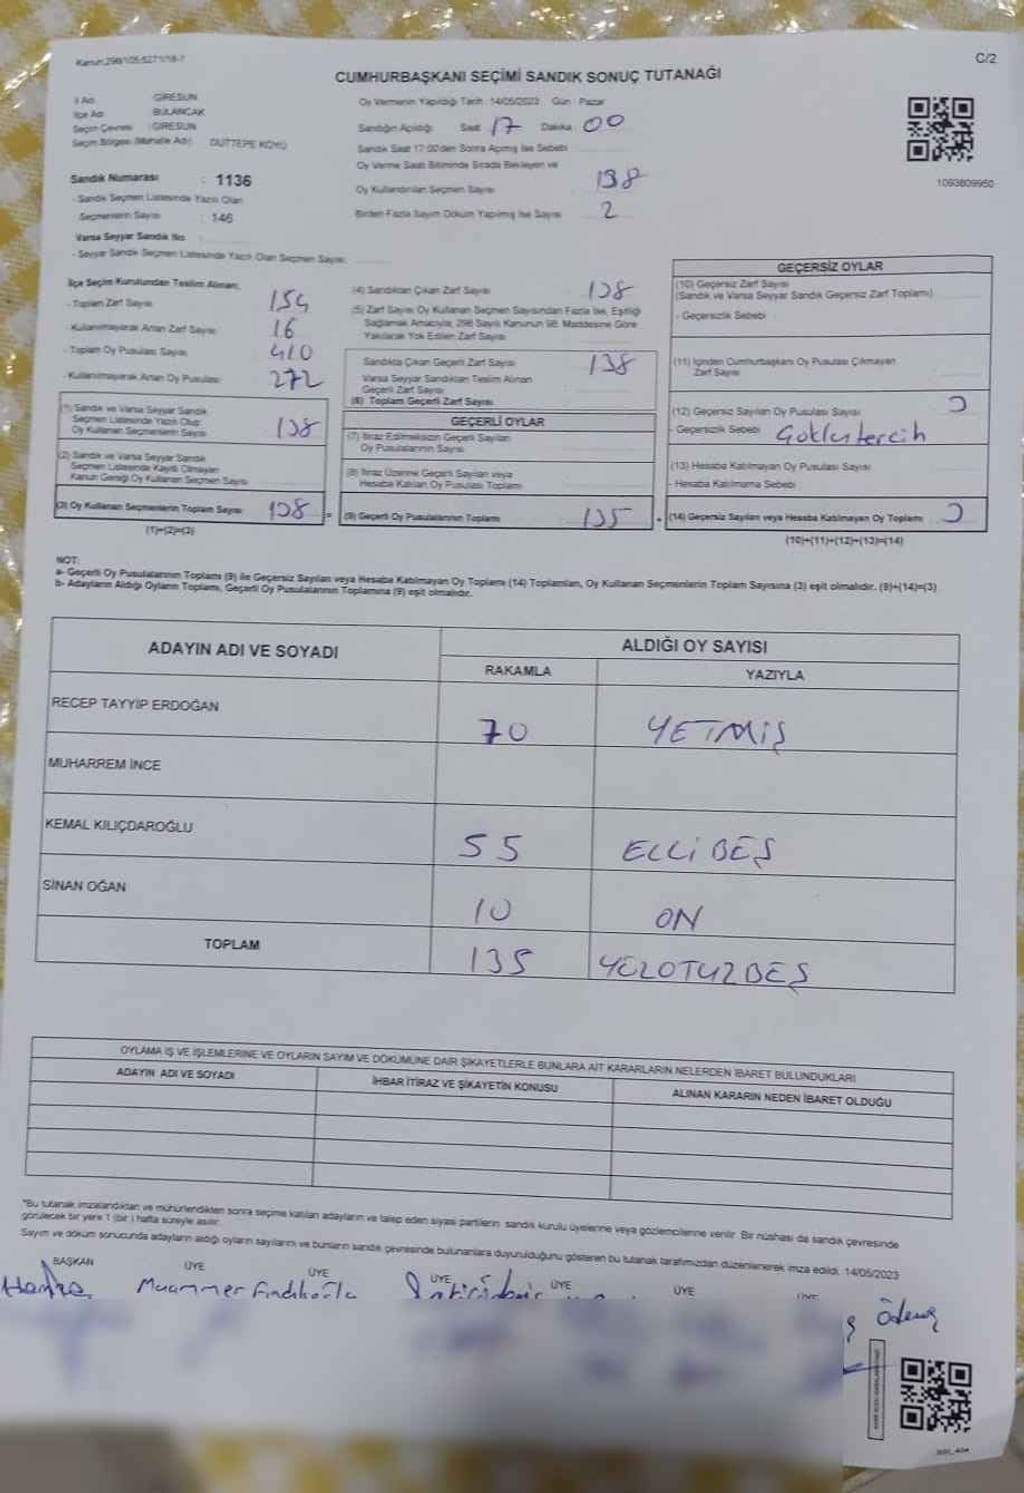 Kanun:298/105-5271/18-7
C/2
CUMHURBAŞKANI SEÇİMİ SANDIK SONUÇ TUTANAĞI
İl Adı GİRESUN
İlçe Adı BULANCAK
Seçim Çevresi : GİRESUN
Seçim Bölgesi (Mahalle Adı) DUTTEPE KÖYÜ
Sandık Numarası : 1136
- Sandık Seçmen Listesinde Yazılı Olan
Seçmenlerin Sayısı : 146
Varsa Seyyar Sandık No
- Seyyar Sandık Seçmen Listesinde Yazılı Olan Seçmen Sayısı:
Oy Vermenin Yapıldığı Tarih: 14/05/2023 Gün: Pazar
Sandığın Açıldığı Saat 17 Dakika 00
Sandık Saat 17:00'den Sonra Açılmış İse Sebebi
Oy Verme Saati Bitiminde Sırada Bekleyen ve
Oy Kullandırılan Seçmen Sayısı 138
Birden Fazla Sayım Döküm Yapılmış İse Sayısı 2
1093809950
İlçe Seçim Kurulundan Teslim Alınan;
- Toplam Zarf Sayısı 154
- Kullanılmayarak Artan Zarf Sayısı 16
- Toplam Oy Pusulası Sayısı 410
- Kullanılmayarak Artan Oy Pusulası 272
(1) Sandık ve Varsa Seyyar Sandık
Seçmen Listesinde Yazılı Olup
Oy Kullanan Seçmenlerin Sayısı 138
(2) Sandık ve Varsa Seyyar Sandık
Seçmen Listesinde Kayıtlı Olmayan
Kanun Gereği Oy Kullanan Seçmen Sayısı
(3) Oy Kullanan Seçmenlerin Toplam Sayısı 138
(1)+(2)=(3)
(4) Sandıktan Çıkan Zarf Sayısı 138
(5) Zarf Sayısı Oy Kullanan Seçmen Sayısından Fazla İse, Eşitliği
Sağlamak Amacıyla, 298 Sayılı Kanunun 98. Maddesine Göre
Yakılarak Yok Edilen Zarf Sayısı
Sandıkta Çıkan Geçerli Zarf Sayısı 138
Varsa Seyyar Sandıktan Teslim Alınan
Geçerli Zarf Sayısı
(6) Toplam Geçerli Zarf Sayısı
GEÇERLİ OYLAR
(7) İtiraz Edilmeksizin Geçerli Sayılan
Oy Pusulalarının Sayısı
(8) İtiraz Üzerine Geçerli Sayılan veya
Hesaba Katılan Oy Pusulası Toplamı
(9) Geçerli Oy Pusulalarının Toplamı 135
GEÇERSİZ OYLAR
(10) Geçersiz Zarf Sayısı
(Sandık ve Varsa Seyyar Sandık Geçersiz Zarf Toplamı)
- Geçersizlik Sebebi
(11) İçinden Cumhurbaşkanı Oy Pusulası Çıkmayan
Zarf Sayısı
(12) Geçersiz Sayılan Oy Pusulası Sayısı 3
- Geçersizlik Sebebi Çoklu tercih
(13) Hesaba Katılmayan Oy Pusulası Sayısı
- Hesaba Katılmama Sebebi
(14) Geçersiz Sayılan veya Hesaba Katılmayan Oy Toplamı 3
(10)+(11)+(12)+(13)=(14)
NOT:
a- Geçerli Oy Pusulalarının Toplamı (9) ile Geçersiz Sayılan veya Hesaba Katılmayan Oy Toplamı (14) Toplamları, Oy Kullanan Seçmenlerin Toplam Sayısına (3) eşit olmalıdır. (9)+(14)=(3)
b- Adayların Aldığı Oyların Toplamı, Geçerli Oy Pusulalarının Toplamına (9) eşit olmalıdır.
ADAYIN ADI VE SOYADI ALDIĞI OY SAYISI
RAKAMLA YAZIYLA
RECEP TAYYİP ERDOĞAN 70 YETMİŞ
MUHARREM İNCE
KEMAL KILIÇDAROĞLU 55 ELLİ BEŞ
SİNAN OĞAN 10 ON
TOPLAM 135 YÜZOTUZBEŞ
OYLAMA İŞ VE İŞLEMLERİNE VE OYLARIN SAYIM VE DÖKÜMÜNE DAİR ŞİKAYETLERLE BUNLARA AİT KARARLARIN NELERDEN İBARET BULUNDUKLARI
ADAYIN ADI VE SOYADI İHBAR İTİRAZ VE ŞİKAYETİN KONUSU ALINAN KARARIN NEDEN İBARET OLDUĞU
*Bu tutanak imzalandıktan ve mühürlendikten sonra seçime katılan adayların ve talep eden siyasi partilerin sandık kurulu üyelerine veya gözlemcilerine verilir. Bir nüshası da sandık çevresinde
görülecek bir yere 1 (bir) hafta süreyle asılır.
Sayım ve döküm sonucunda adayların aldığı oyların sayılarını ve bunların sandık çevresinde bulunanlara duyurulduğunu gösteren bu tutanak tarafımızdan düzenlenerek imza edildi. 14/05/2023
BAŞKAN ÜYE ÜYE ÜYE ÜYE ÜYE ÜYE
Hamza Muammer Fındıkoğlu